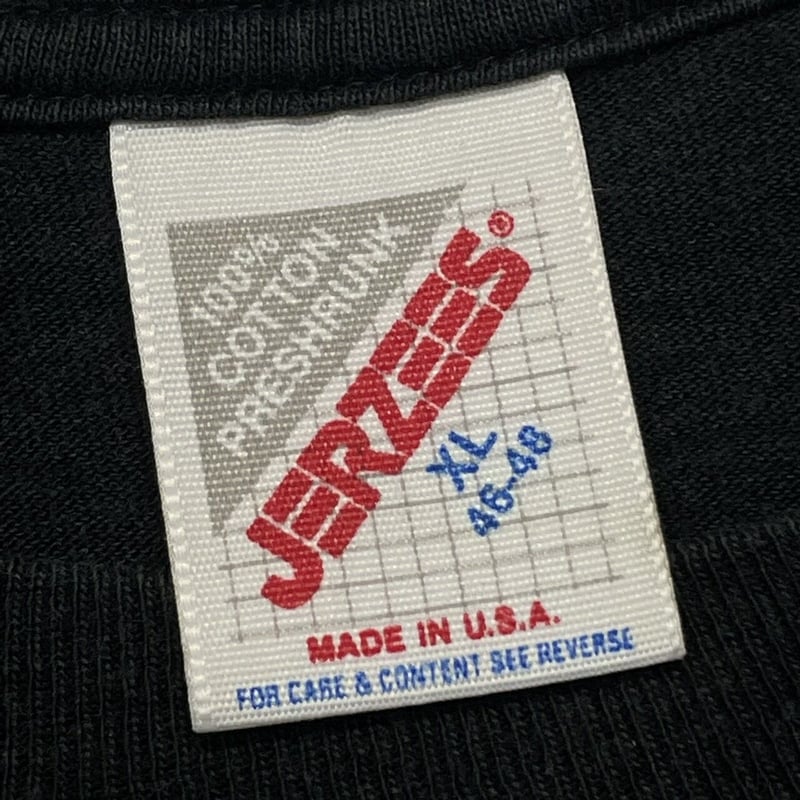 100%
COTTON
PRESHRUNK
JERZEES®
XL
46-48
MADE IN U.S.A.
FOR CARE & CONTENT SEE REVERSE